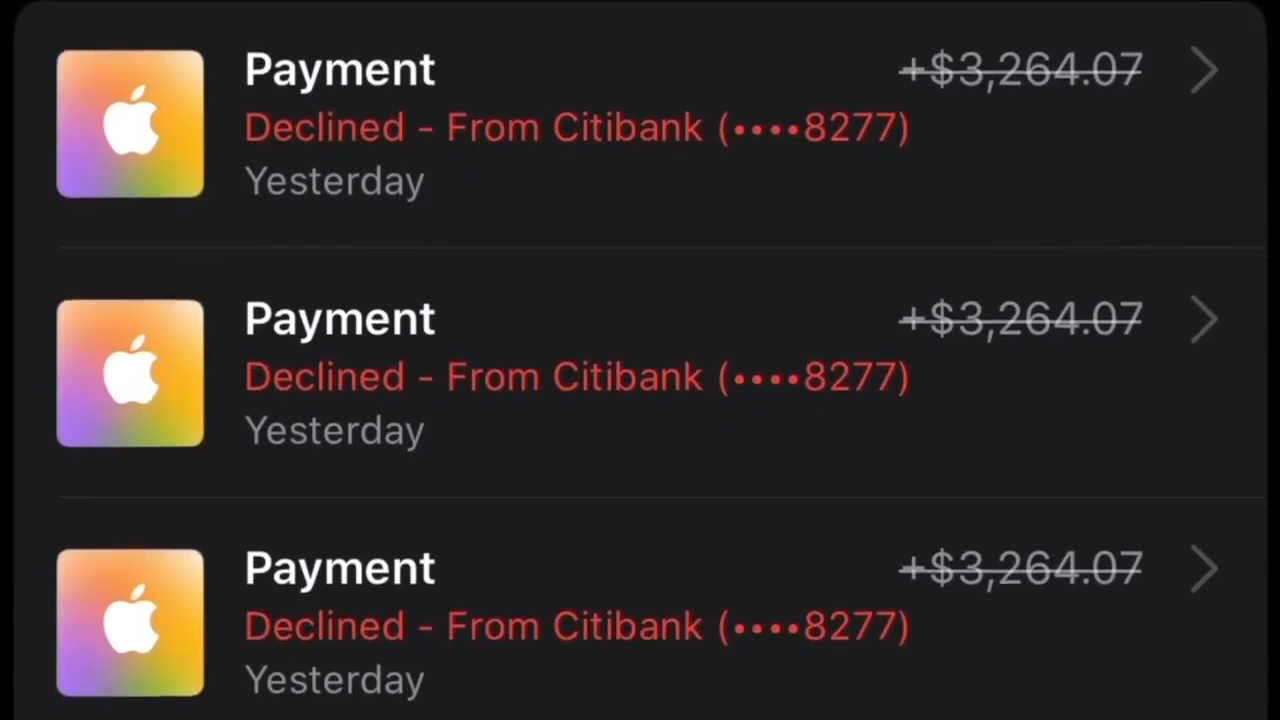 Payment
+$3,264.07
Declined - From Citibank (••••8277)
Yesterday
Payment
+$3,264.07
Declined - From Citibank (••••8277)
Yesterday
Payment
+$3,264.07
Declined - From Citibank (••••8277)
Yesterday